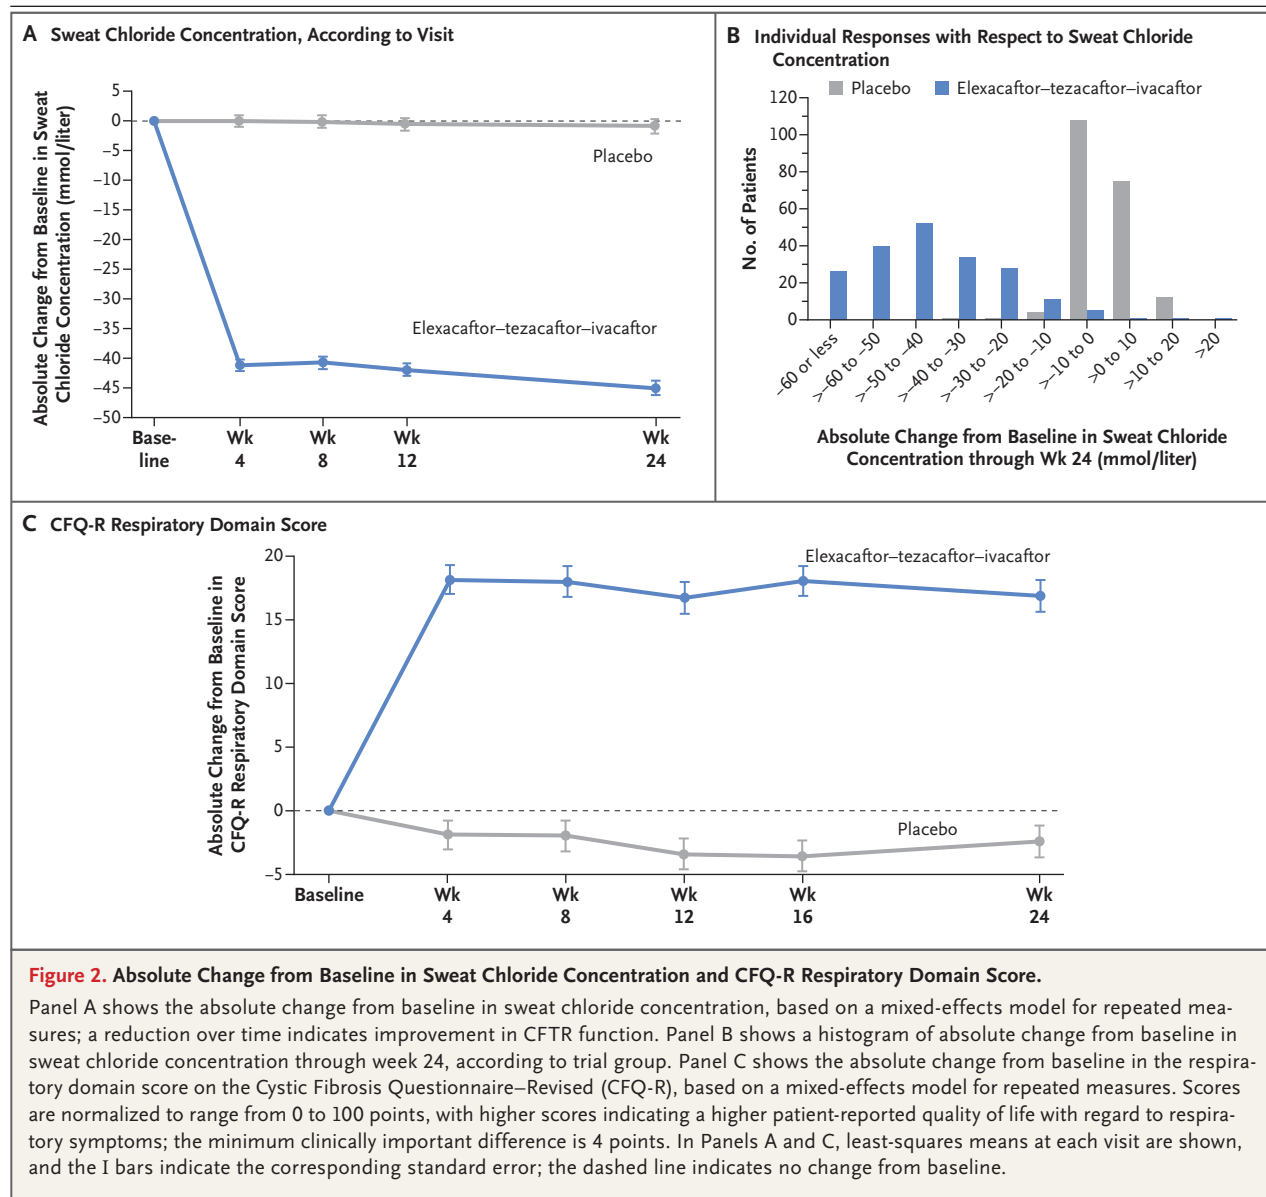 A Sweat Chloride Concentration, According to Visit
Absolute Change from Baseline in Sweat
Chloride Concentration (mmol/liter)
5
0
−5
−10
−15
−20
−25
−30
−35
−40
−45
−50
Placebo
Elexacaftor–tezacaftor–ivacaftor
Base-
line
Wk
4
Wk
8
Wk
12
Wk
24
B Individual Responses with Respect to Sweat Chloride
Concentration
Placebo
Elexacaftor–tezacaftor–ivacaftor
No. of Patients
120
100
80
60
40
20
0
−60 or less
>−60 to −50
>−50 to −40
>−40 to −30
>−30 to −20
>−20 to −10
>−10 to 0
>0 to 10
>10 to 20
>20
Absolute Change from Baseline in Sweat Chloride
Concentration through Wk 24 (mmol/liter)
C CFQ-R Respiratory Domain Score
Absolute Change from Baseline in
CFQ-R Respiratory Domain Score
20
15
10
5
0
−5
Elexacaftor–tezacaftor–ivacaftor
Placebo
Baseline
Wk
4
Wk
8
Wk
12
Wk
16
Wk
24
Figure 2. Absolute Change from Baseline in Sweat Chloride Concentration and CFQ-R Respiratory Domain Score.
Panel A shows the absolute change from baseline in sweat chloride concentration, based on a mixed-effects model for repeated mea-
sures; a reduction over time indicates improvement in CFTR function. Panel B shows a histogram of absolute change from baseline in
sweat chloride concentration through week 24, according to trial group. Panel C shows the absolute change from baseline in the respira-
tory domain score on the Cystic Fibrosis Questionnaire–Revised (CFQ-R), based on a mixed-effects model for repeated measures. Scores
are normalized to range from 0 to 100 points, with higher scores indicating a higher patient-reported quality of life with regard to respira-
tory symptoms; the minimum clinically important difference is 4 points. In Panels A and C, least-squares means at each visit are shown,
and the I bars indicate the corresponding standard error; the dashed line indicates no change from baseline.